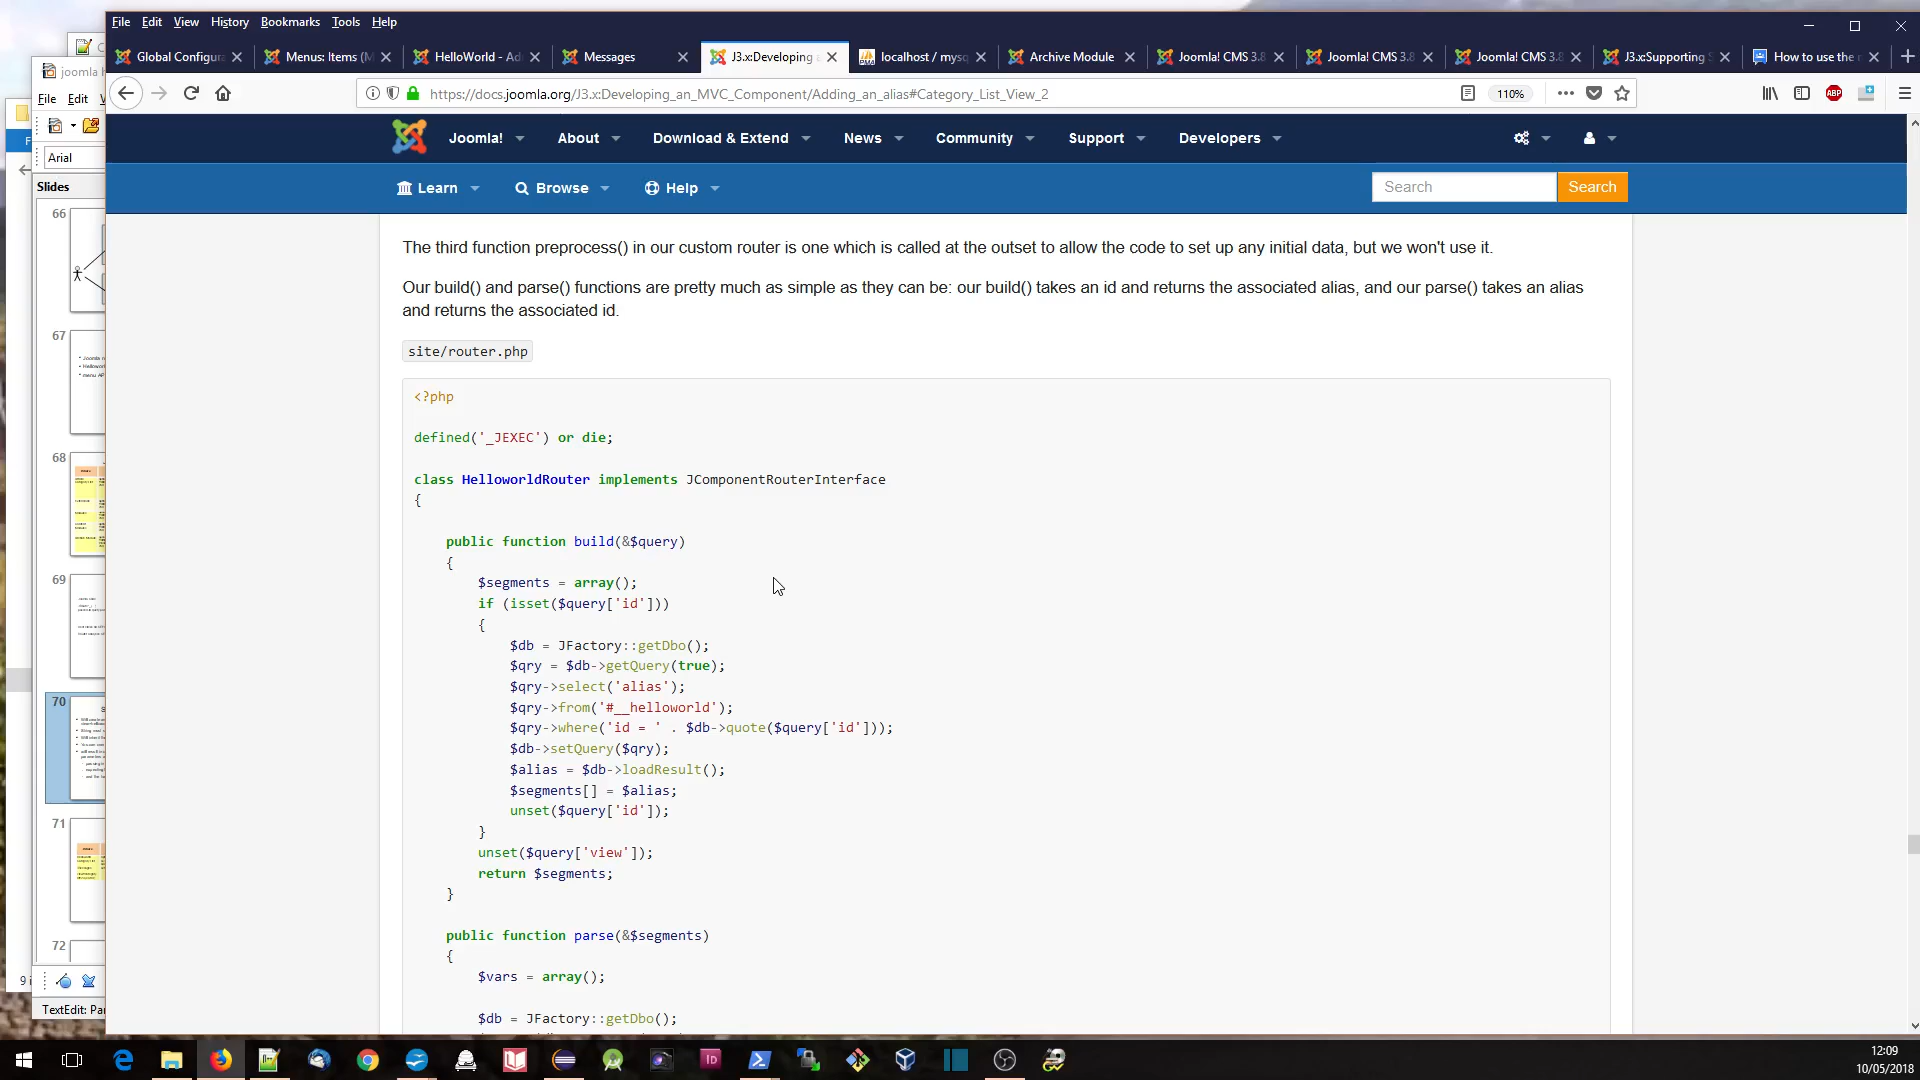 File Edit View History Bookmarks Tools Help
Global Configura
Menus: Items (M
HelloWorld - Ad
Messages
J3.x:Developing
localhost / mysq
Archive Module
Joomla! CMS 3.8
Joomla! CMS 3.8
Joomla! CMS 3.8
J3.x:Supporting
How to use the
https://docs.joomla.org/J3.x:Developing_an_MVC_Component/Adding_an_alias#Category_List_View_2
110%
ABP
joomla
File Edit
Arial
Slides
66
67
68
69
70
71
72
TextEdit: Pa
Joomla! About Download & Extend News Community Support Developers
Learn Browse Help
Search
Search
The third function preprocess() in our custom router is one which is called at the outset to allow the code to set up any initial data, but we won't use it.
Our build() and parse() functions are pretty much as simple as they can be: our build() takes an id and returns the associated alias, and our parse() takes an alias
and returns the associated id.
site/router.php
<?php
defined('_JEXEC') or die;
class HelloworldRouter implements JComponentRouterInterface
{
public function build(&$query)
{
$segments = array();
if (isset($query['id']))
{
$db = JFactory::getDbo();
$qry = $db->getQuery(true);
$qry->select('alias');
$qry->from('#__helloworld');
$qry->where('id = ' . $db->quote($query['id']));
$db->setQuery($qry);
$alias = $db->loadResult();
$segments[] = $alias;
unset($query['id']);
}
unset($query['view']);
return $segments;
}
public function parse(&$segments)
{
$vars = array();
$db = JFactory::getDbo();
12:09
10/05/2018